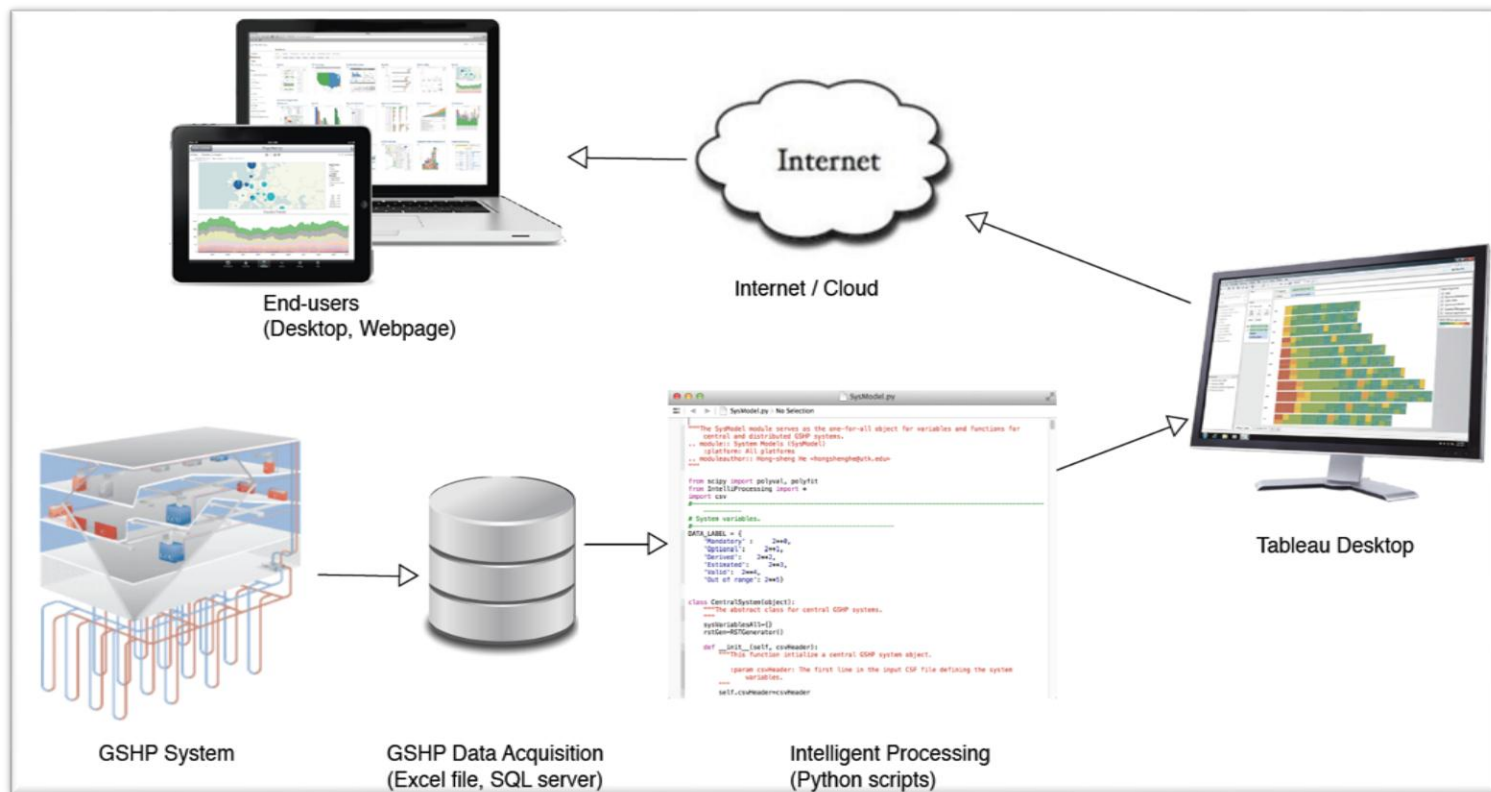 Internet
Internet / Cloud
End-users
(Desktop, Webpage)
SysModel.py
SysModel.py › No Selection
"""The SysModel module serves as the one-for-all object for variables and functions for
central and distributed GSHP systems.
.. module:: System Models (SysModel)
:platform: All platforms
.. moduleauthor:: Hong-sheng He <hongshenghe@utk.edu>
"""
from scipy import polyval, polyfit
from IntelliProcessing import *
import csv
# System variables.
DATA_LABEL = {
'Mandatory' : 2**0,
'Optional': 2**1,
'Derived': 2**2,
'Estimated': 2**3,
'Valid': 2**4,
'Out of range': 2**5}
class CentralSystem(object):
"""The abstract class for central GSHP systems.
"""
sysVariablesAll={}
rstGen=RSTGenerator()
def __init__(self, csvHeader):
"""This function intialize a central GSHP system object.
:param csvHeader: The first line in the input CSF file defining the system
variables.
"""
self.csvHeader=csvHeader
Tableau Desktop
GSHP System
GSHP Data Acquisition
(Excel file, SQL server)
Intelligent Processing
(Python scripts)